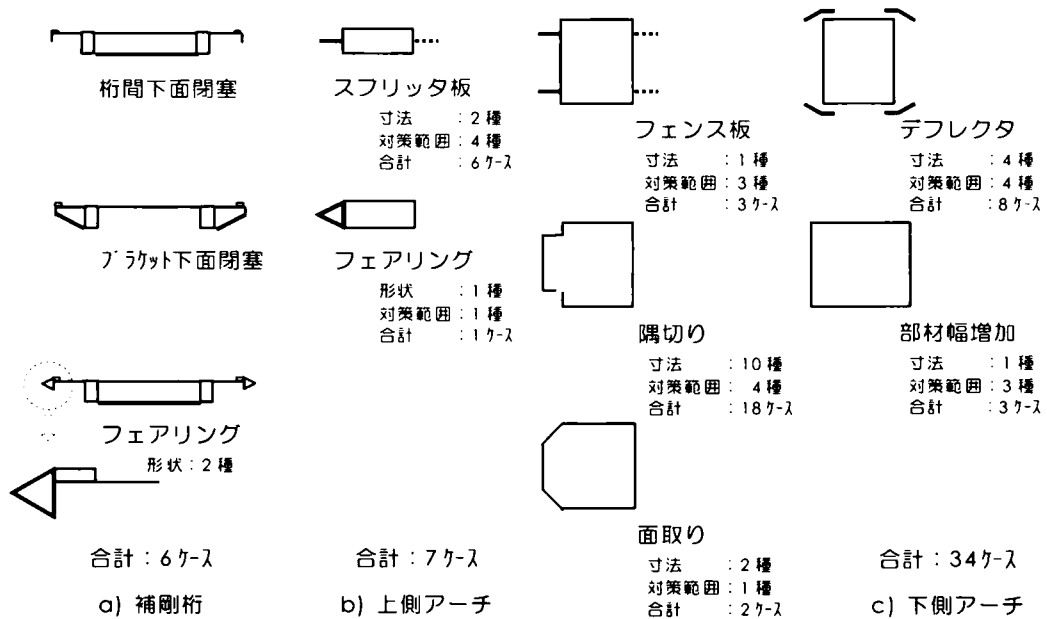 桁間下面閉塞
ブラケット下面閉塞
フェアリング
形状：2種
合計：6ケース
a) 補剛桁
スプリッタ板
寸法：2種
対策範囲：4種
合計：6ケース
フェアリング
形状：1種
対策範囲：1種
合計：1ケース
合計：7ケース
b) 上側アーチ
フェンス板
寸法：1種
対策範囲：3種
合計：3ケース
隅切り
寸法：10種
対策範囲：4種
合計：18ケース
面取り
寸法：2種
対策範囲：1種
合計：2ケース
デフレクタ
寸法：4種
対策範囲：4種
合計：8ケース
部材幅増加
寸法：1種
対策範囲：3種
合計：3ケース
合計：34ケース
c) 下側アーチ